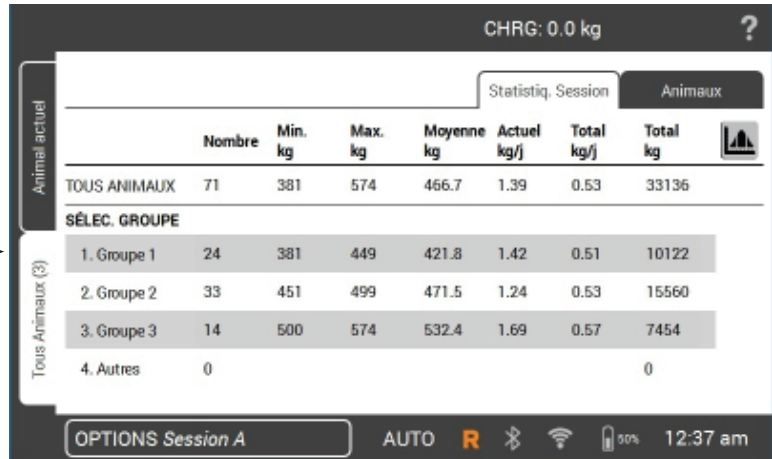 CHRG: 0.0 kg ?
Statistiq. Session Animaux
Animal actuel
Tous Animaux (3)
Nombre Min. kg Max. kg Moyenne kg Actuel kg/j Total kg/j Total kg
TOUS ANIMAUX 71 381 574 466.7 1.39 0.53 33136
SÉLEC. GROUPE
1. Groupe 1 24 381 449 421.8 1.42 0.51 10122
2. Groupe 2 33 451 499 471.5 1.24 0.53 15560
3. Groupe 3 14 500 574 532.4 1.69 0.57 7454
4. Autres 0 0
OPTIONS Session A AUTO R 50% 12:37 am